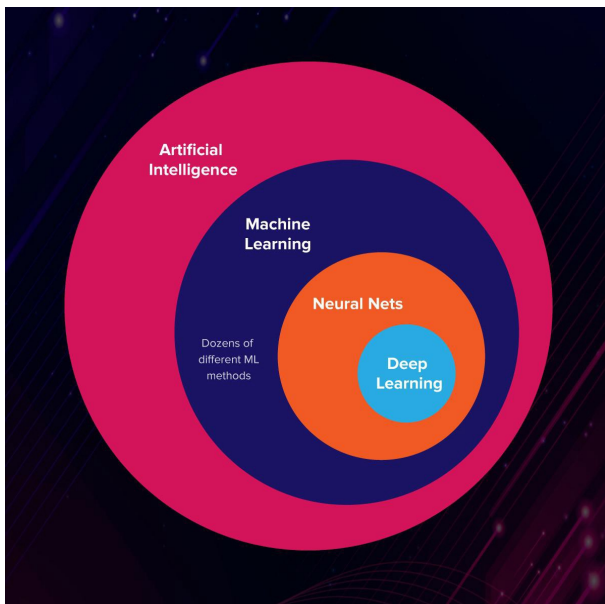 Artificial
Intelligence
Machine
Learning
Neural Nets
Dozens of
different ML
methods
Deep
Learning